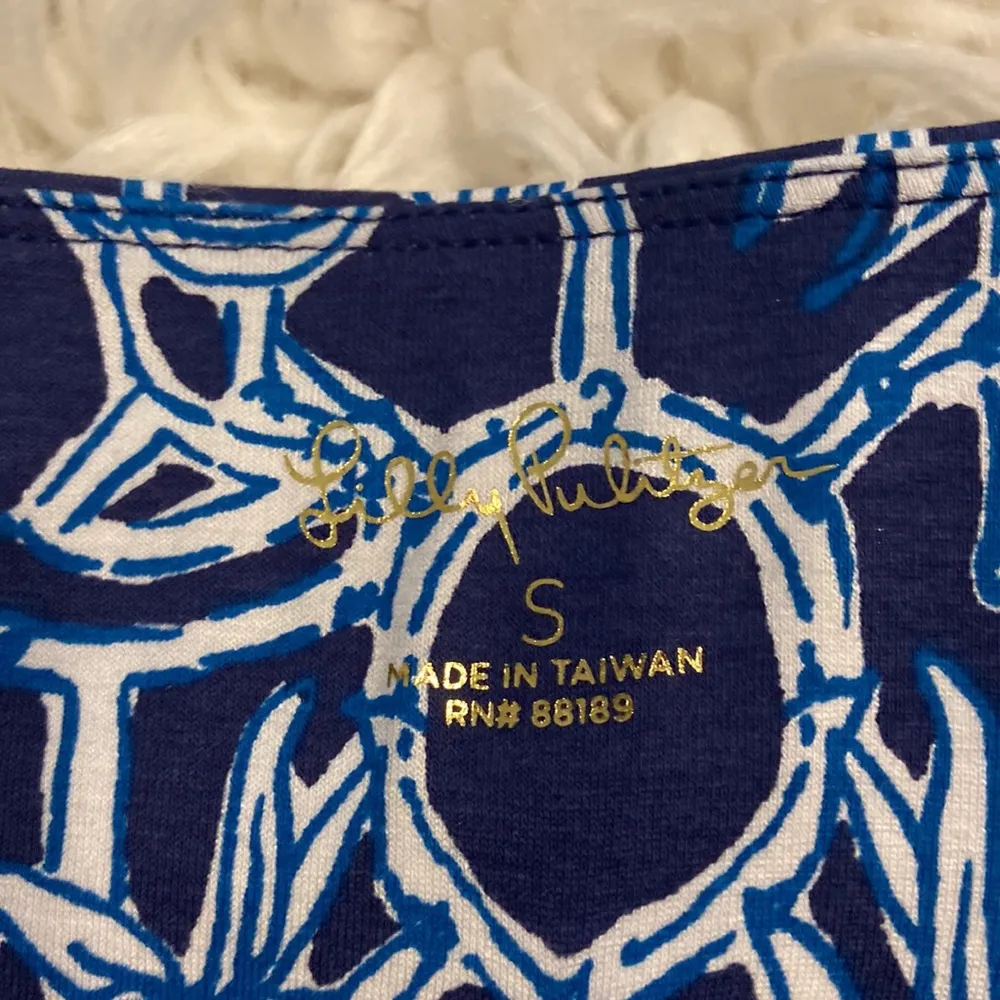 Lilly Pulitzer
S
MADE IN TAIWAN
RN# 88189